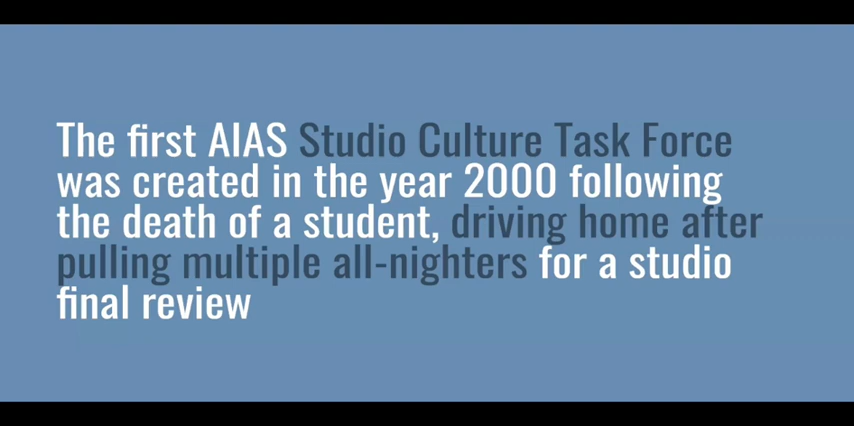 The first AIAS Studio Culture Task Force
was created in the year 2000 following
the death of a student, driving home after
pulling multiple all-nighters for a studio
final review